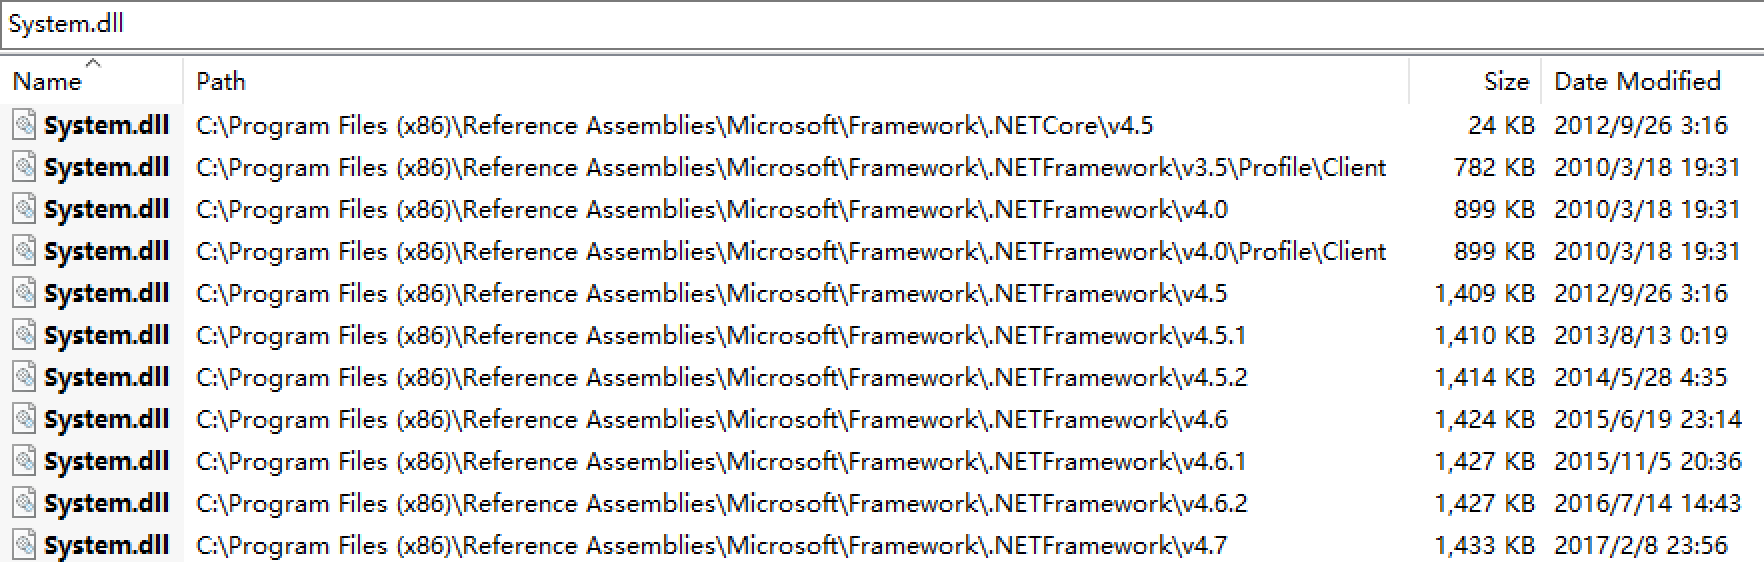 System.dll
Name Path Size Date Modified
System.dll C:\Program Files (x86)\Reference Assemblies\Microsoft\Framework\.NETCore\v4.5 24 KB 2012/9/26 3:16
System.dll C:\Program Files (x86)\Reference Assemblies\Microsoft\Framework\.NETFramework\v3.5\Profile\Client 782 KB 2010/3/18 19:31
System.dll C:\Program Files (x86)\Reference Assemblies\Microsoft\Framework\.NETFramework\v4.0 899 KB 2010/3/18 19:31
System.dll C:\Program Files (x86)\Reference Assemblies\Microsoft\Framework\.NETFramework\v4.0\Profile\Client 899 KB 2010/3/18 19:31
System.dll C:\Program Files (x86)\Reference Assemblies\Microsoft\Framework\.NETFramework\v4.5 1,409 KB 2012/9/26 3:16
System.dll C:\Program Files (x86)\Reference Assemblies\Microsoft\Framework\.NETFramework\v4.5.1 1,410 KB 2013/8/13 0:19
System.dll C:\Program Files (x86)\Reference Assemblies\Microsoft\Framework\.NETFramework\v4.5.2 1,414 KB 2014/5/28 4:35
System.dll C:\Program Files (x86)\Reference Assemblies\Microsoft\Framework\.NETFramework\v4.6 1,424 KB 2015/6/19 23:14
System.dll C:\Program Files (x86)\Reference Assemblies\Microsoft\Framework\.NETFramework\v4.6.1 1,427 KB 2015/11/5 20:36
System.dll C:\Program Files (x86)\Reference Assemblies\Microsoft\Framework\.NETFramework\v4.6.2 1,427 KB 2016/7/14 14:43
System.dll C:\Program Files (x86)\Reference Assemblies\Microsoft\Framework\.NETFramework\v4.7 1,433 KB 2017/2/8 23:56